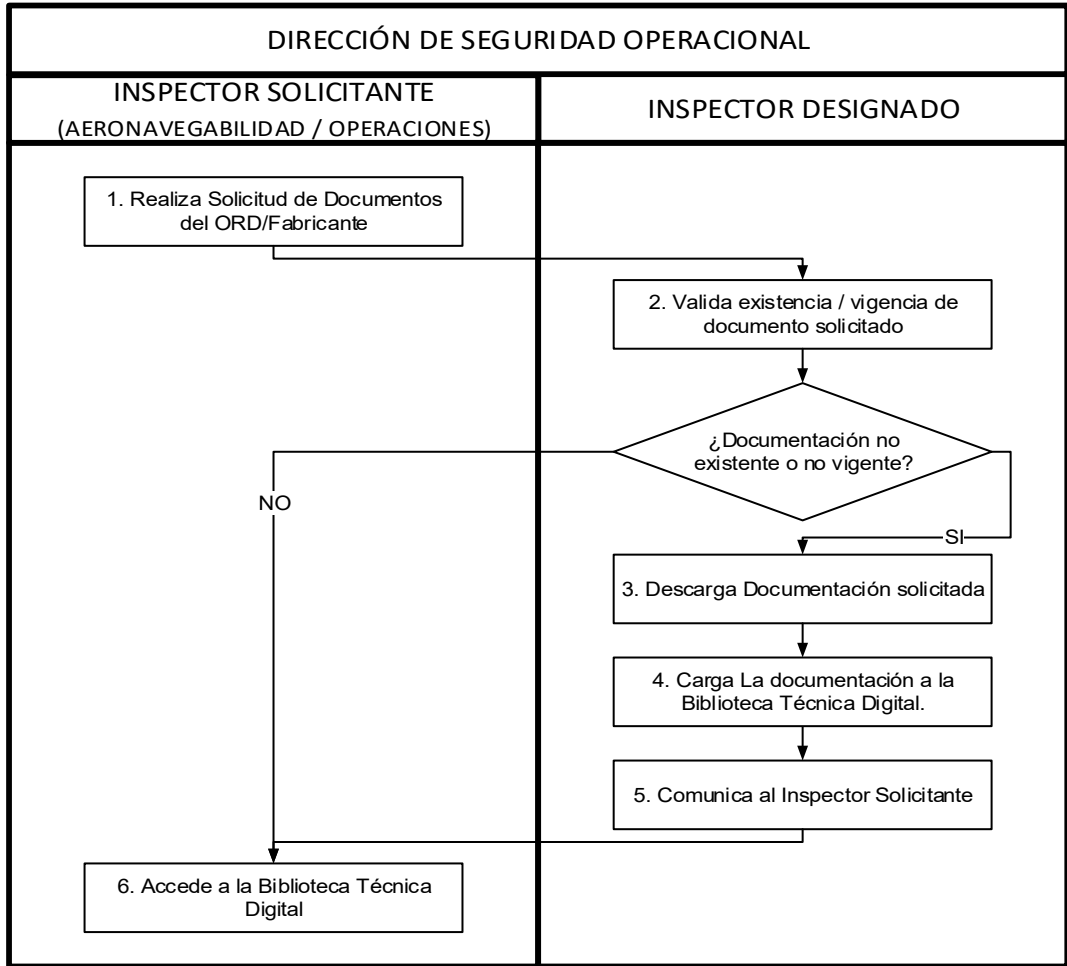 DIRECCIÓN DE SEGURIDAD OPERACIONAL
INSPECTOR SOLICITANTE
(AERONAVEGABILIDAD / OPERACIONES)
INSPECTOR DESIGNADO
1. Realiza Solicitud de Documentos
del ORD/Fabricante
2. Valida existencia / vigencia de
documento solicitado
¿Documentación no
existente o no vigente?
NO
SI
3. Descarga Documentación solicitada
4. Carga La documentación a la
Biblioteca Técnica Digital.
5. Comunica al Inspector Solicitante
6. Accede a la Biblioteca Técnica
Digital